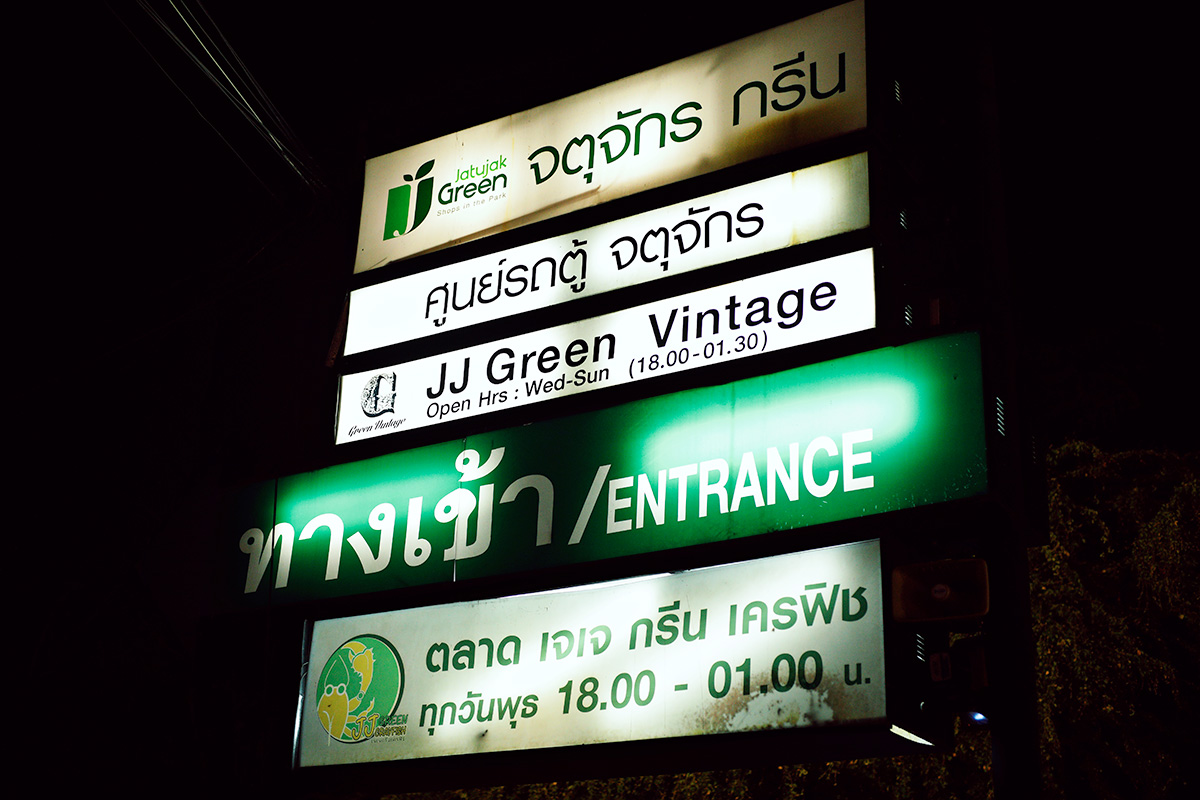 Jatujak
Green
Shops in the Park
จตุจักร กรีน
ศูนย์รถตู้ จตุจักร
JJ Green Vintage
Open Hrs : Wed-Sun (18.00-01.30)
Green Vintage
ทางเข้า/ENTRANCE
ตลาด เจเจ กรีน เครฟิช
ทุกวันพุธ 18.00 - 01.00 น.
JJ GREEN
CRAYFISH